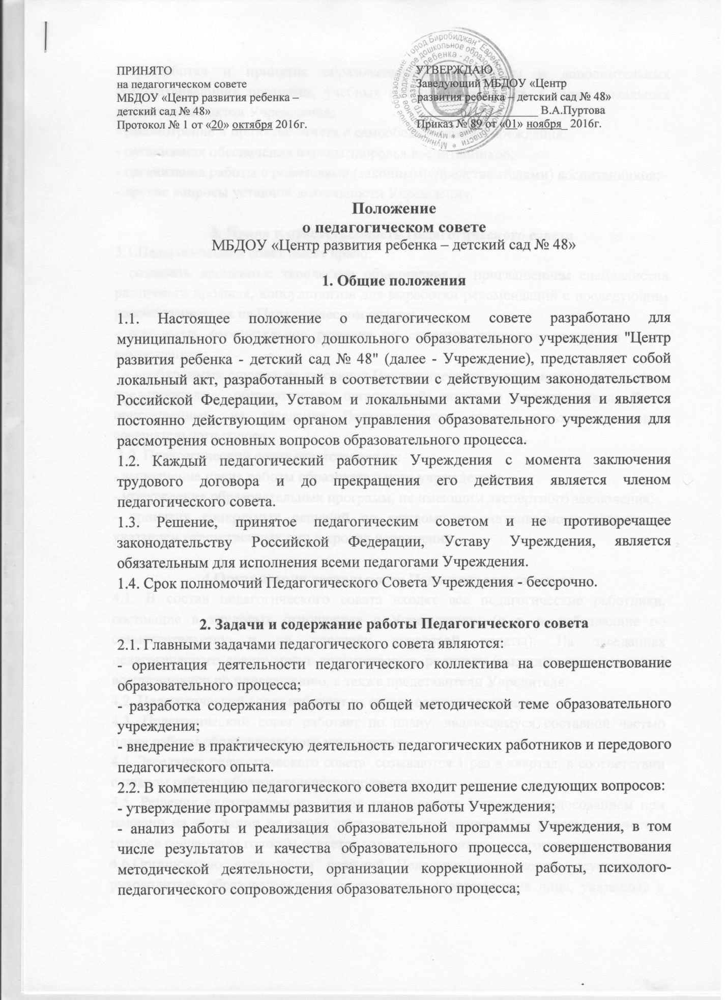 ПРИНЯТО
на педагогическом совете
МБДОУ «Центр развития ребенка –
детский сад № 48»
Протокол № 1 от «20» октября 2016г.
УТВЕРЖДАЮ
Заведующий МБДОУ «Центр
развития ребенка – детский сад № 48»
В.А.Пуртова
Приказ № 89 от «01» ноября 2016г.
Положение
о педагогическом совете
МБДОУ «Центр развития ребенка – детский сад № 48»
1. Общие положения
1.1. Настоящее положение о педагогическом совете разработано для
муниципального бюджетного дошкольного образовательного учреждения "Центр
развития ребенка - детский сад № 48" (далее - Учреждение), представляет собой
локальный акт, разработанный в соответствии с действующим законодательством
Российской Федерации, Уставом и локальными актами Учреждения и является
постоянно действующим органом управления образовательного учреждения для
рассмотрения основных вопросов образовательного процесса.
1.2. Каждый педагогический работник Учреждения с момента заключения
трудового договора и до прекращения его действия является членом
педагогического совета.
1.3. Решение, принятое педагогическим советом и не противоречащее
законодательству Российской Федерации, Уставу Учреждения, является
обязательным для исполнения всеми педагогами Учреждения.
1.4. Срок полномочий Педагогического Совета Учреждения - бессрочно.
2. Задачи и содержание работы Педагогического совета
2.1. Главными задачами педагогического совета являются:
- ориентация деятельности педагогического коллектива на совершенствование
образовательного процесса;
- разработка содержания работы по общей методической теме образовательного
учреждения;
- внедрение в практическую деятельность педагогических работников и передового
педагогического опыта.
2.2. В компетенцию педагогического совета входит решение следующих вопросов:
- утверждение программы развития и планов работы Учреждения;
- анализ работы и реализация образовательной программы Учреждения, в том
числе результатов и качества образовательного процесса, совершенствования
методической деятельности, организации коррекционной работы, психолого-
педагогического сопровождения образовательного процесса;